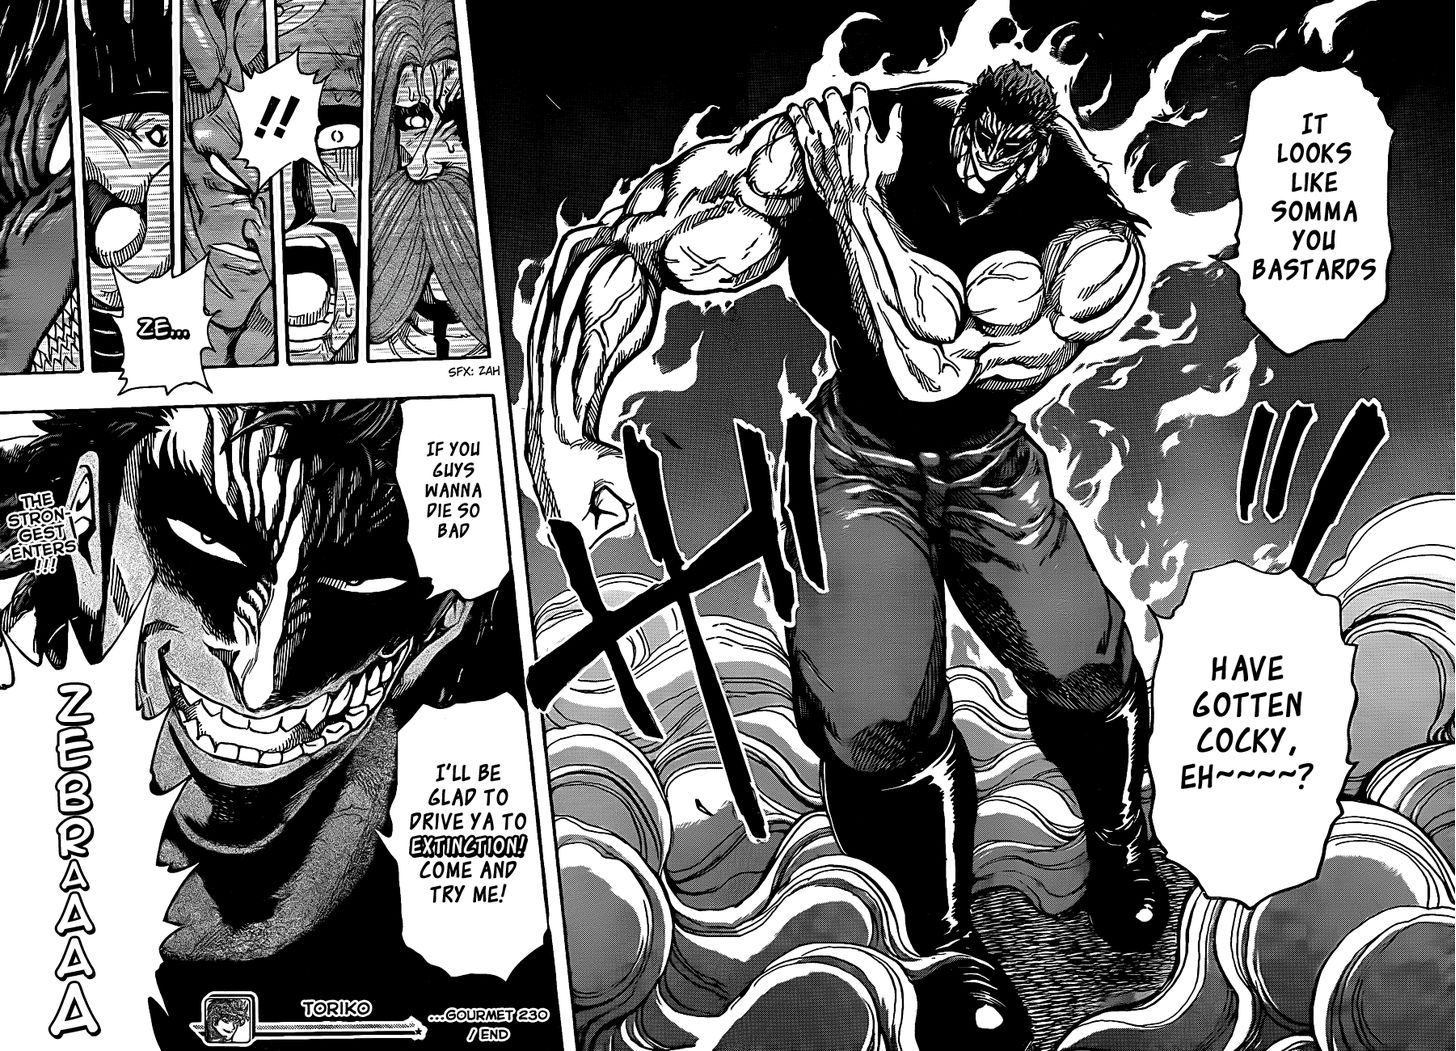 IT
LOOKS
LIKE
SOMMA
YOU
BASTARDS
HAVE
GOTTEN
COCKY,
EH~~~~?
ザッ
!!!
SFX: ZAH
!!
ZE...
IF YOU
GUYS
WANNA
DIE SO
BAD
I'LL BE
GLAD TO
DRIVE YA TO
EXTINCTION!
COME AND
TRY ME!
THE
STRON-
GEST
ENTERS
!!!
ZEBRAAAA
TORIKO
...GOURMET 230
/ END